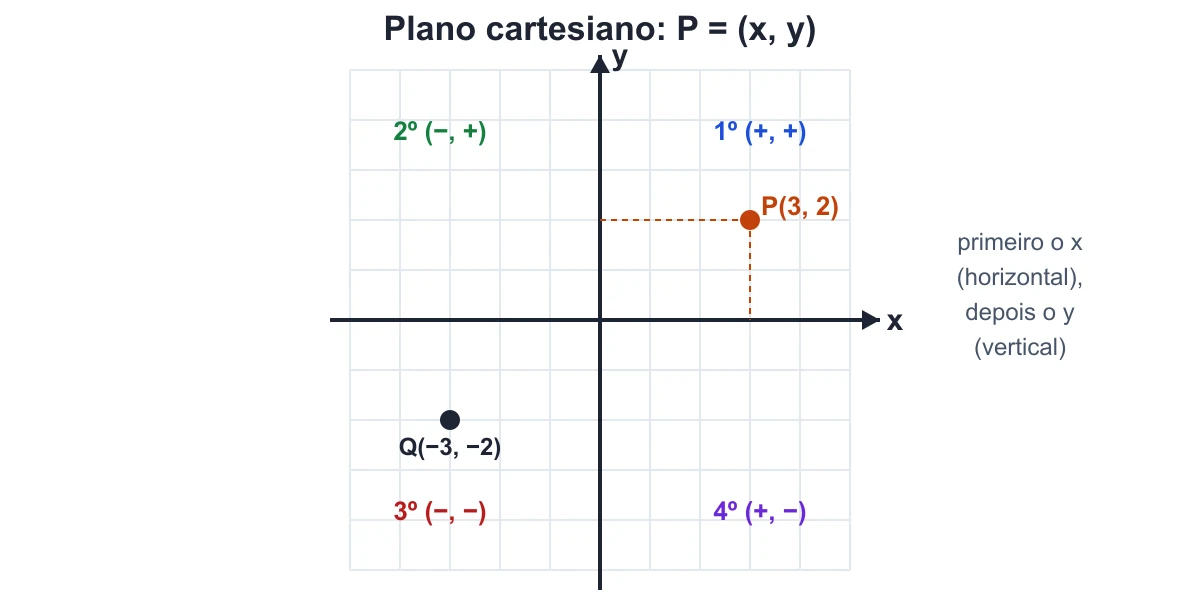 Plano cartesiano: P = (x, y)
y
2º (−, +)
1º (+, +)
P(3, 2)
primeiro o x
(horizontal),
depois o y
(vertical)
x
Q(−3, −2)
3º (−, −)
4º (+, −)